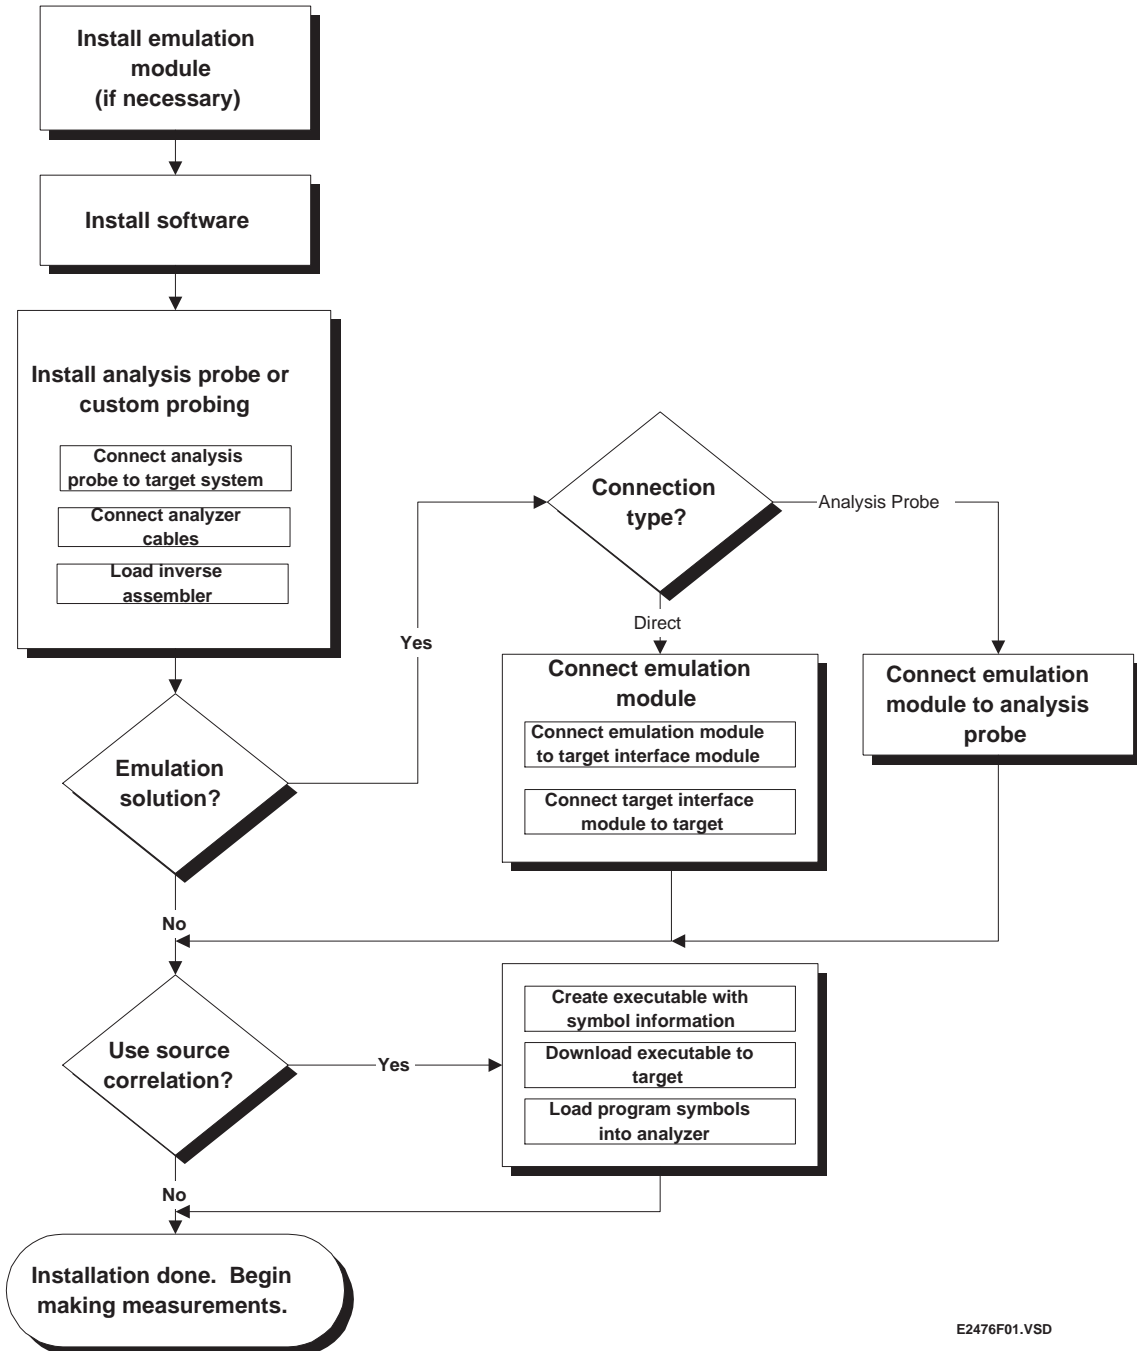 Install emulation
module
(if necessary)
Install software
Install analysis probe or
custom probing
Connect analysis
probe to target system
Connect analyzer
cables
Load inverse
assembler
Emulation
solution?
Yes
Connection
type?
Analysis Probe
Direct
Connect emulation
module
Connect emulation module
to target interface module
Connect target interface
module to target
Connect emulation
module to analysis
probe
No
Use source
correlation?
Yes
Create executable with
symbol information
Download executable to
target
Load program symbols
into analyzer
No
Installation done. Begin
making measurements.
E2476F01.VSD